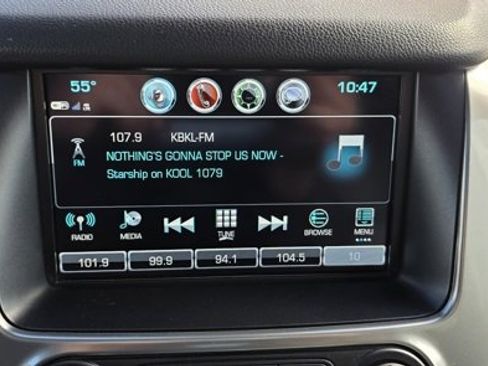 55° 10:47
LTE
107.9 KBKL-FM
FM
NOTHING'S GONNA STOP US NOW -
Starship on KOOL 1079
RADIO MEDIA TUNE BROWSE MENU
101.9 99.9 94.1 104.5 10